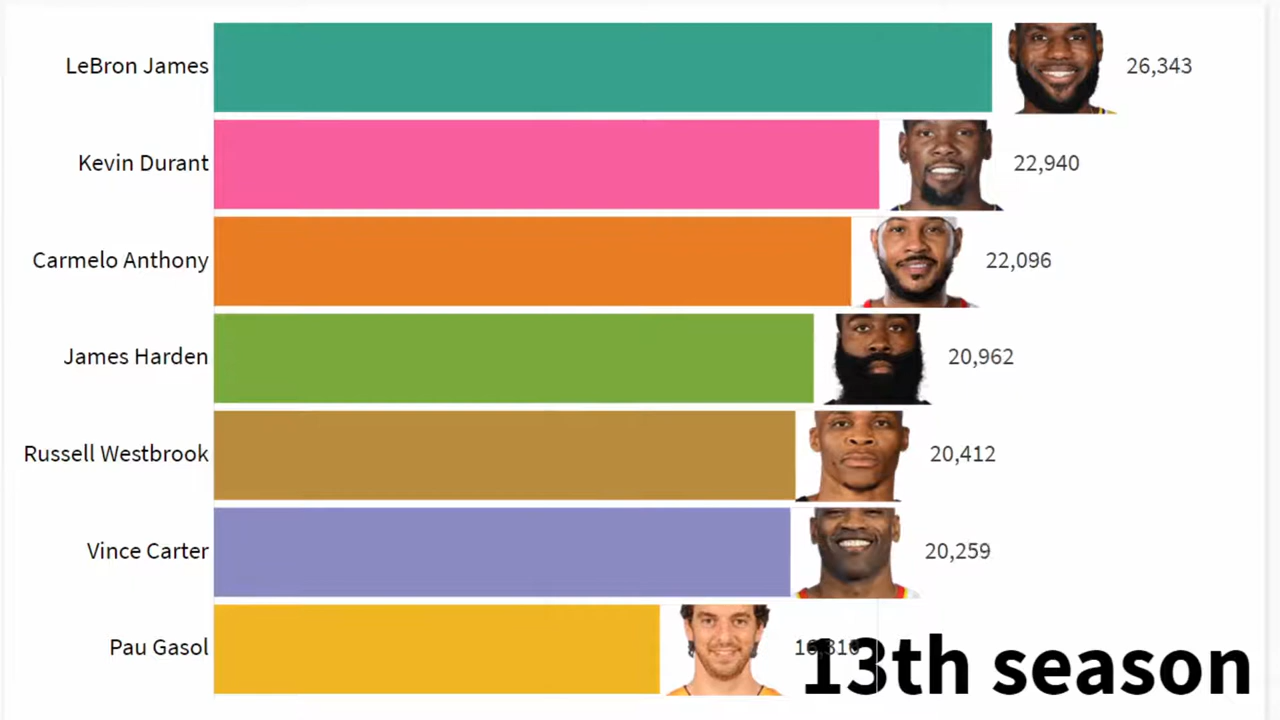 LeBron James 26,343
Kevin Durant 22,940
Carmelo Anthony 22,096
James Harden 20,962
Russell Westbrook 20,412
Vince Carter 20,259
Pau Gasol
13th season